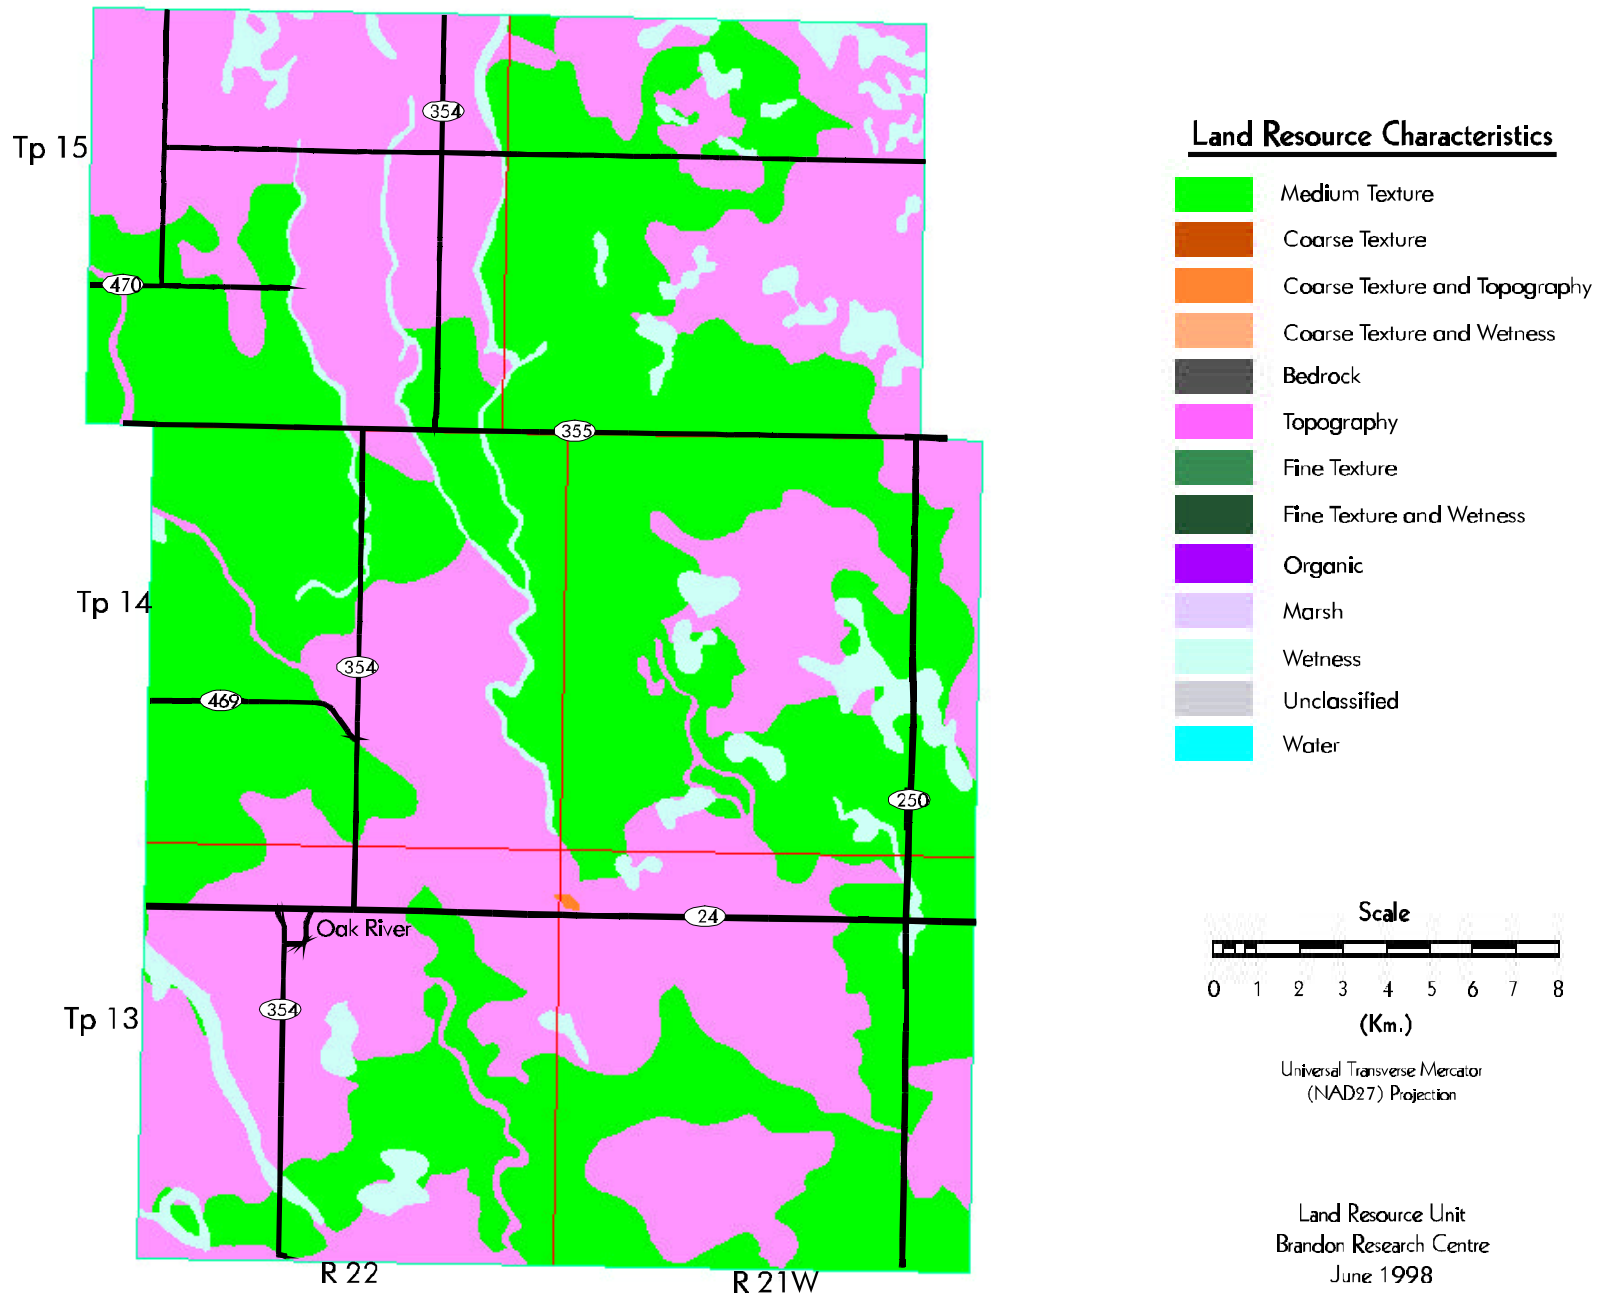 Tp 15
354
470
355
Tp 14
354
469
250
24
Oak River
354
Tp 13
R 22
R 21W
Land Resource Characteristics
Medium Texture
Coarse Texture
Coarse Texture and Topography
Coarse Texture and Wetness
Bedrock
Topography
Fine Texture
Fine Texture and Wetness
Organic
Marsh
Wetness
Unclassified
Water
Scale
0 1 2 3 4 5 6 7 8
(Km.)
Universal Transverse Mercator
(NAD27) Projection
Land Resource Unit
Brandon Research Centre
June 1998